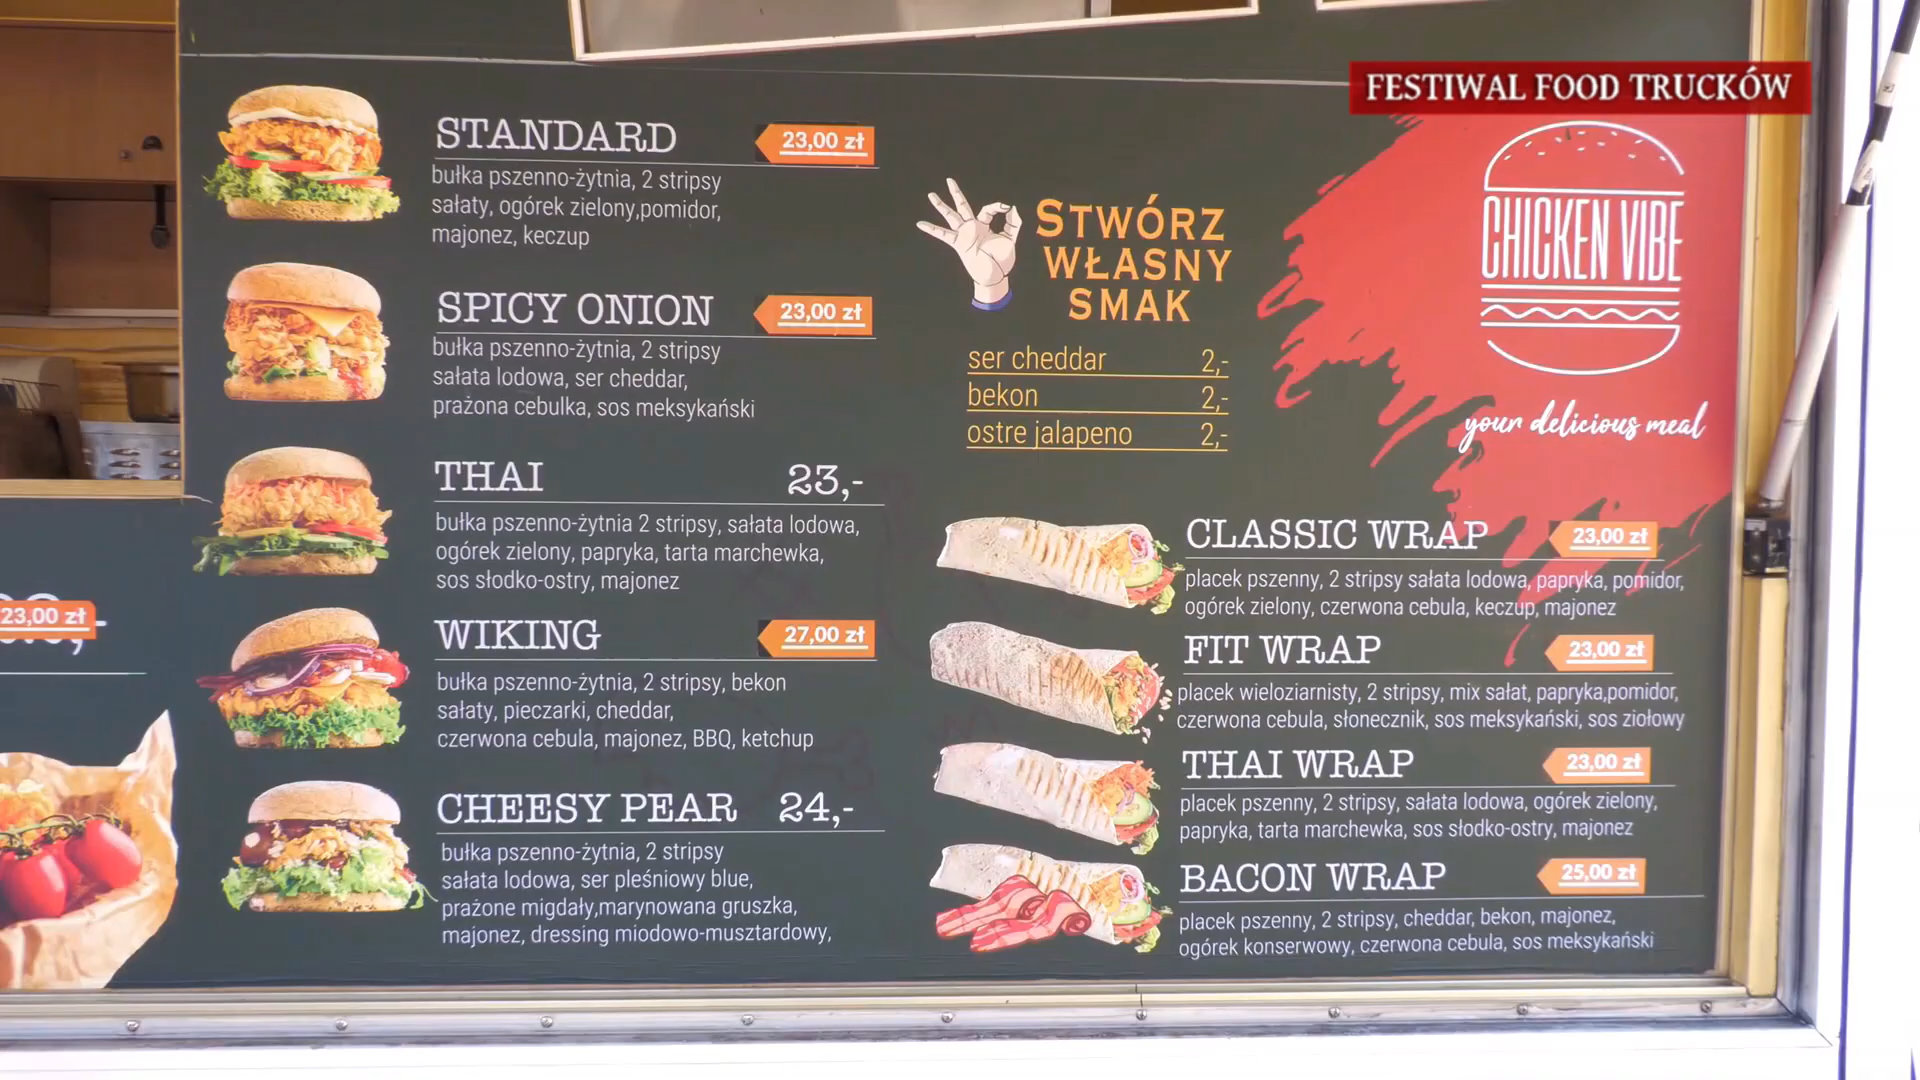 FESTIWAL FOOD TRUCKÓW
STANDARD 23,00 zł
bułka pszenno-żytnia, 2 stripsy
sałaty, ogórek zielony,pomidor,
majonez, keczup
SPICY ONION 23,00 zł
bułka pszenno-żytnia, 2 stripsy
sałata lodowa, ser cheddar,
prażona cebulka, sos meksykański
THAI 23,-
bułka pszenno-żytnia 2 stripsy, sałata lodowa,
ogórek zielony, papryka, tarta marchewka,
sos słodko-ostry, majonez
WIKING 27,00 zł
bułka pszenno-żytnia, 2 stripsy, bekon
sałaty, pieczarki, cheddar,
czerwona cebula, majonez, BBQ, ketchup
CHEESY PEAR 24,-
bułka pszenno-żytnia, 2 stripsy
sałata lodowa, ser pleśniowy blue,
prażone migdały,marynowana gruszka,
majonez, dressing miodowo-musztardowy,
23,00 zł
STWÓRZ
WŁASNY
SMAK
ser cheddar 2,-
bekon 2,-
ostre jalapeno 2,-
CHICKEN VIBE
your delicious meal
CLASSIC WRAP 23,00 zł
placek pszenny, 2 stripsy sałata lodowa, papryka, pomidor,
ogórek zielony, czerwona cebula, keczup, majonez
FIT WRAP 23,00 zł
placek wieloziarnisty, 2 stripsy, mix sałat, papryka,pomidor,
czerwona cebula, słonecznik, sos meksykański, sos ziołowy
THAI WRAP 23,00 zł
placek pszenny, 2 stripsy, sałata lodowa, ogórek zielony,
papryka, tarta marchewka, sos słodko-ostry, majonez
BACON WRAP 25,00 zł
placek pszenny, 2 stripsy, cheddar, bekon, majonez,
ogórek konserwowy, czerwona cebula, sos meksykański